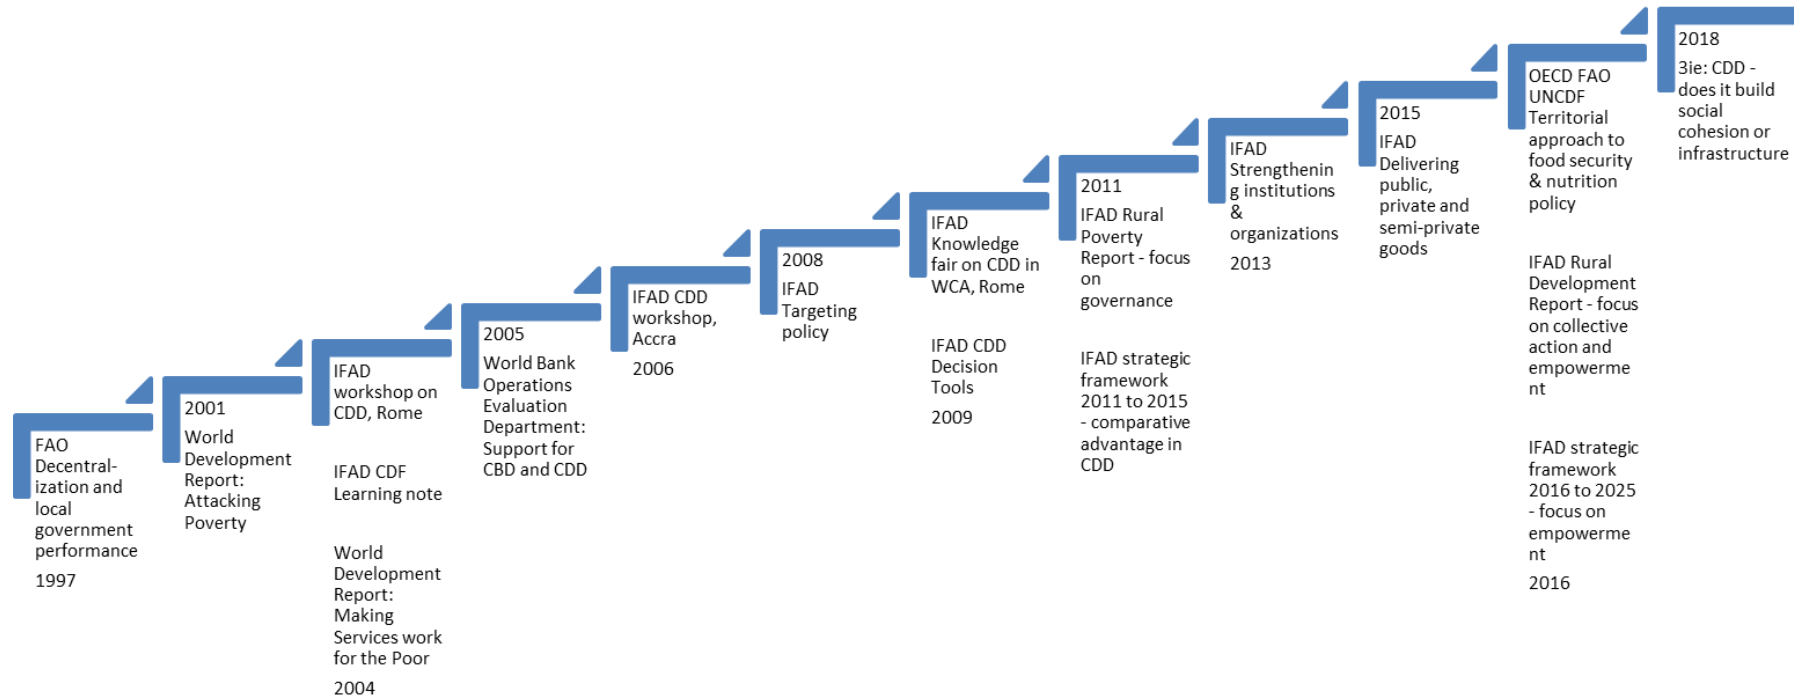 FAO
Decentral-
ization and
local
government
performance
1997
2001
World
Development
Report:
Attacking
Poverty
IFAD
workshop on
CDD, Rome
IFAD CDF
Learning note
World
Development
Report:
Making
Services work
for the Poor
2004
2005
World Bank
Operations
Evaluation
Department:
Support for
CBD and CDD
IFAD CDD
workshop,
Accra
2006
2008
IFAD
Targeting
policy
IFAD
Knowledge
fair on CDD in
WCA, Rome
IFAD CDD
Decision
Tools
2009
2011
IFAD Rural
Poverty
Report - focus
on
governance
IFAD strategic
framework
2011 to 2015
- comparative
advantage in
CDD
IFAD
Strengthenin
g institutions
&
organizations
2013
2015
IFAD
Delivering
public,
private and
semi-private
goods
OECD FAO
UNCDF
Territorial
approach to
food security
& nutrition
policy
IFAD Rural
Development
Report - focus
on collective
action and
empowerme
nt
IFAD strategic
framework
2016 to 2025
- focus on
empowerme
nt
2016
2018
3ie: CDD -
does it build
social
cohesion or
infrastructure